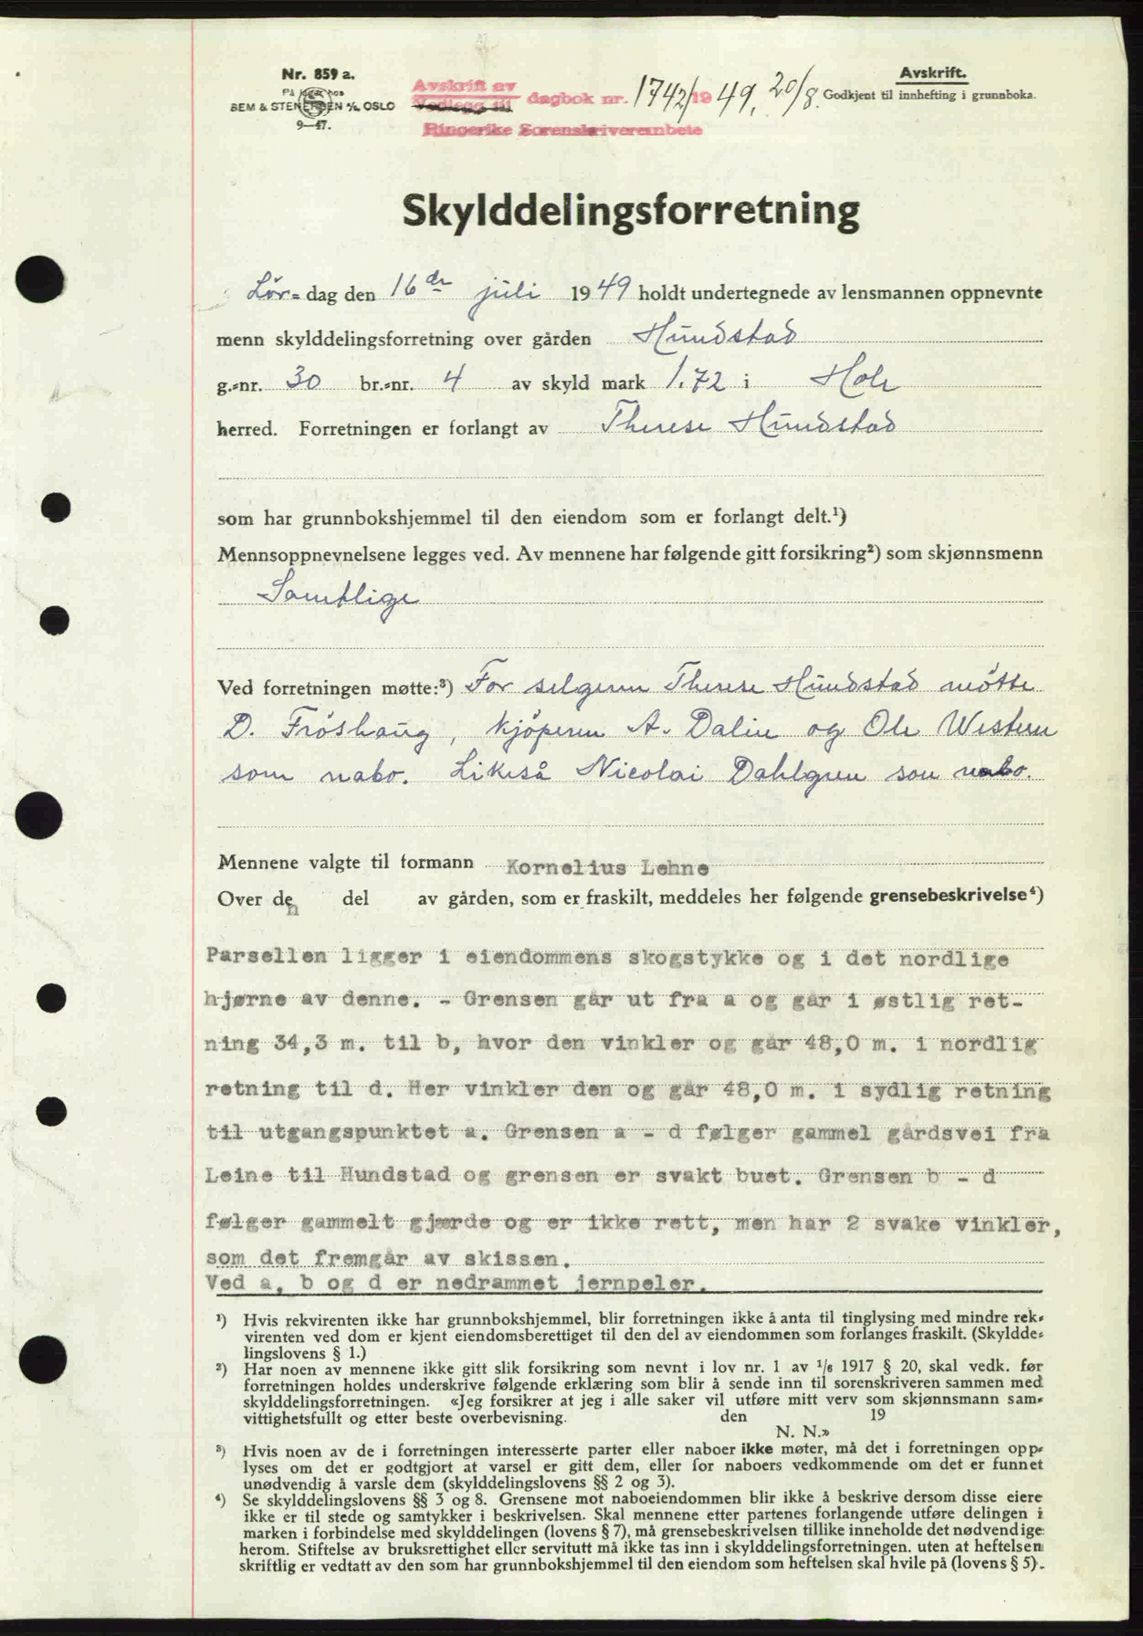 Nr. 859 a.
På lager hos
SEM & STENERSEN A/S, OSLO
9—47.
Avskrift av
Vedlegg til dagbok nr. 1742/1949, 20/8.
Ringerike Sorenskriverembete
Avskrift.
Godkjent til innhefting i grunnboka.
Skylddelingsforretning
Lör-dag den 16de juli 1949 holdt undertegnede av lensmannen oppnevnte
menn skylddelingsforretning over gården Hundstad
g.-nr. 30 br.-nr. 4 av skyld mark 1.72 i Hole
herred. Forretningen er forlangt av Therese Hundstad
som har grunnbokshjemmel til den eiendom som er forlangt delt.¹)
Mennsoppnevnelsene legges ved. Av mennene har følgende gitt forsikring²) som skjønnsmenn
Samtlige
Ved forretningen møtte:³) For selgeren Therese Hundstad mötte
D. Fröshaug, kjöperen A. Dalin og Ole Western
som nabo. Likeså Nicolai Dahlgren som nabo.
Mennene valgte til formann Kornelius Lehne
Over den del av gården, som er fraskilt, meddeles her følgende grensebeskrivelse⁴)
Parsellen ligger i eiendommens skogstykke og i det nordlige
hjørne av denne. - Grensen går ut fra a og går i østlig ret-
ning 34,3 m. til b, hvor den vinkler og går 48,0 m. i nordlig
retning til d. Her vinkler den og går 48,0 m. i sydlig retning
til utgangspunktet a. Grensen a - d følger gammel gårdsvei fra
Leine til Hundstad og grensen er svakt buet. Grensen b - d
følger gammelt gjærde og er ikke rett, men har 2 svake vinkler,
som det fremgår av skissen.
Ved a, b og d er nedrammet jernpeler.
¹) Hvis rekvirenten ikke har grunnbokshjemmel, blir forretningen ikke å anta til tinglysing med mindre rek-
virenten ved dom er kjent eiendomsberettiget til den del av eiendommen som forlanges fraskilt. (Skyldde-
lingslovens § 1.)
²) Har noen av mennene ikke gitt slik forsikring som nevnt i lov nr. 1 av 1/6 1917 § 20, skal vedk. før
forretningen holdes underskrive følgende erklæring som blir å sende inn til sorenskriveren sammen med
skylddelingsforretningen. «Jeg forsikrer at jeg i alle saker vil utføre mitt verv som skjønnsmann sam-
vittighetsfullt og etter beste overbevisning. den 19
N. N.»
³) Hvis noen av de i forretningen interesserte parter eller naboer ikke møter, må det i forretningen opp-
lyses om det er godtgjort at varsel er gitt dem, eller for naboers vedkommende om det er funnet
unødvendig å varsle dem (skylddelingslovens §§ 2 og 3).
⁴) Se skylddelingslovens §§ 3 og 8. Grensene mot naboeiendommen blir ikke å beskrive dersom disse eiere
ikke er til stede og samtykker i beskrivelsen. Skal mennene etter partenes forlangende utføre delingen i
marken i forbindelse med skylddelingen (lovens § 7), må grensebeskrivelsen tillike inneholde det nødvendige
herom. Stiftelse av bruksrettighet eller servitutt må ikke tas inn i skylddelingsforretningen, uten at heftelsen
skriftlig er vedtatt av den som har grunnbokshjemmel til den eiendom som heftelsen skal hvile på (lovens § 5).